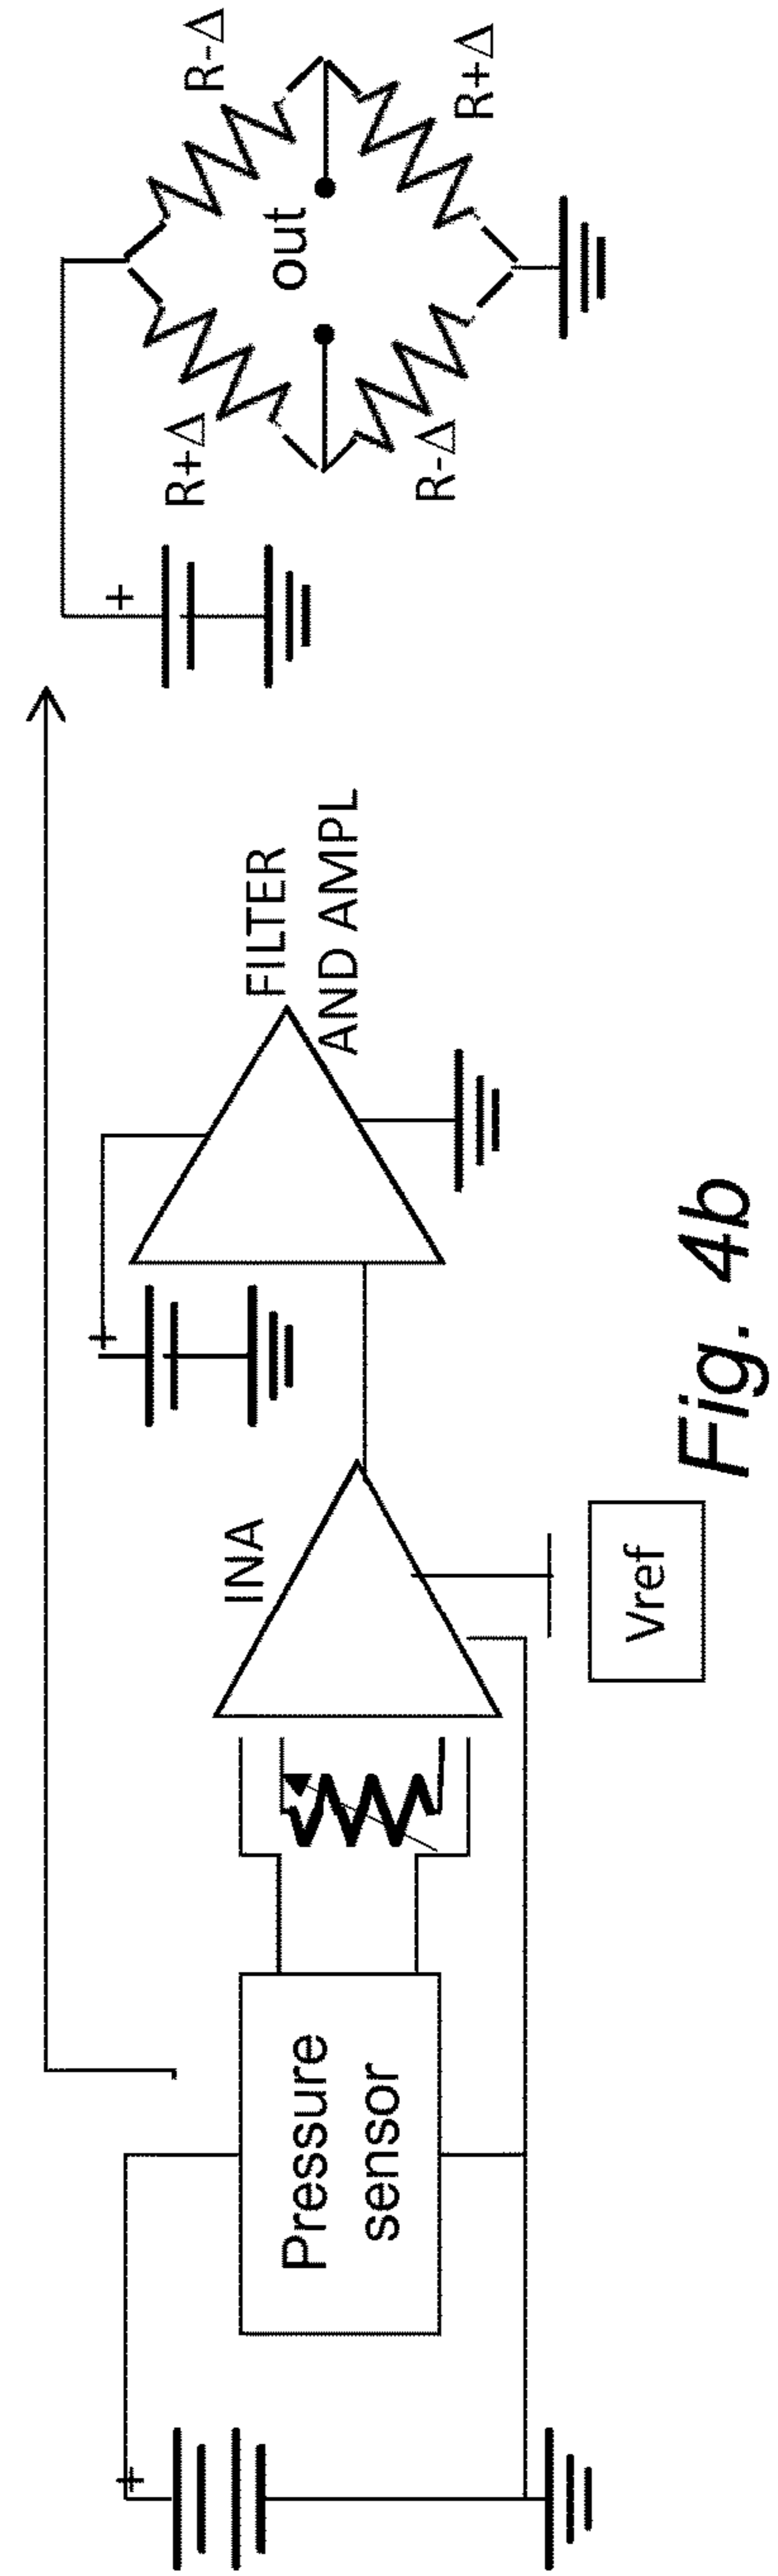 +
Pressure
sensor
INA
Vref
+
FILTER
AND AMPL
+
R+Δ
R-Δ
out
R-Δ
R+Δ
Fig. 4b